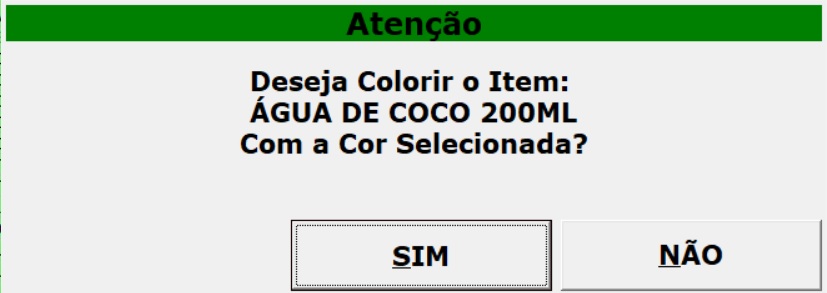 Atenção
Deseja Colorir o Item:
ÁGUA DE COCO 200ML
Com a Cor Selecionada?
SIM
NÃO